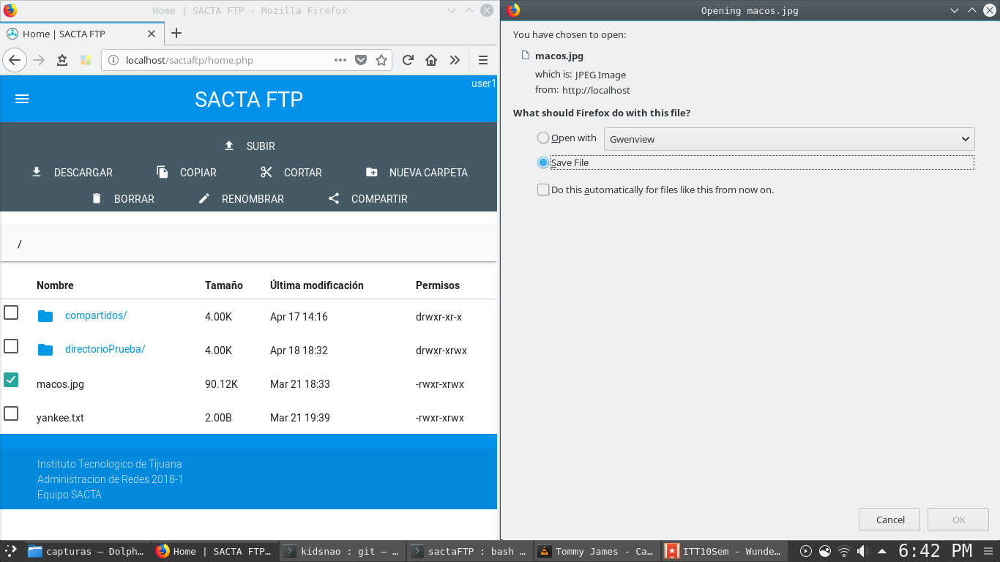 Home | SACTA FTP - Mozilla Firefox
Home | SACTA FTP
localhost/sactaftp/home.php
user1
SACTA FTP
SUBIR
DESCARGAR COPIAR CORTAR NUEVA CARPETA
BORRAR RENOMBRAR COMPARTIR
/
Nombre Tamaño Última modificación Permisos
compartidos/ 4.00K Apr 17 14:16 drwxr-xr-x
directorioPrueba/ 4.00K Apr 18 18:32 drwxr-xrwx
macos.jpg 90.12K Mar 21 18:33 -rwxr-xrwx
yankee.txt 2.00B Mar 21 19:39 -rwxr-xrwx
Instituto Tecnologico de Tijuana
Administracion de Redes 2018-1
Equipo SACTA
Opening macos.jpg
You have chosen to open:
macos.jpg
which is: JPEG Image
from: http://localhost
What should Firefox do with this file?
Open with Gwenview
Save File
Do this automatically for files like this from now on.
Cancel OK
capturas – Dolph... Home | SACTA FTP... kidsnao : git – ... sactaFTP : bash ... Tommy James - Ca... ITT10Sem - Wunde... 6:42 PM